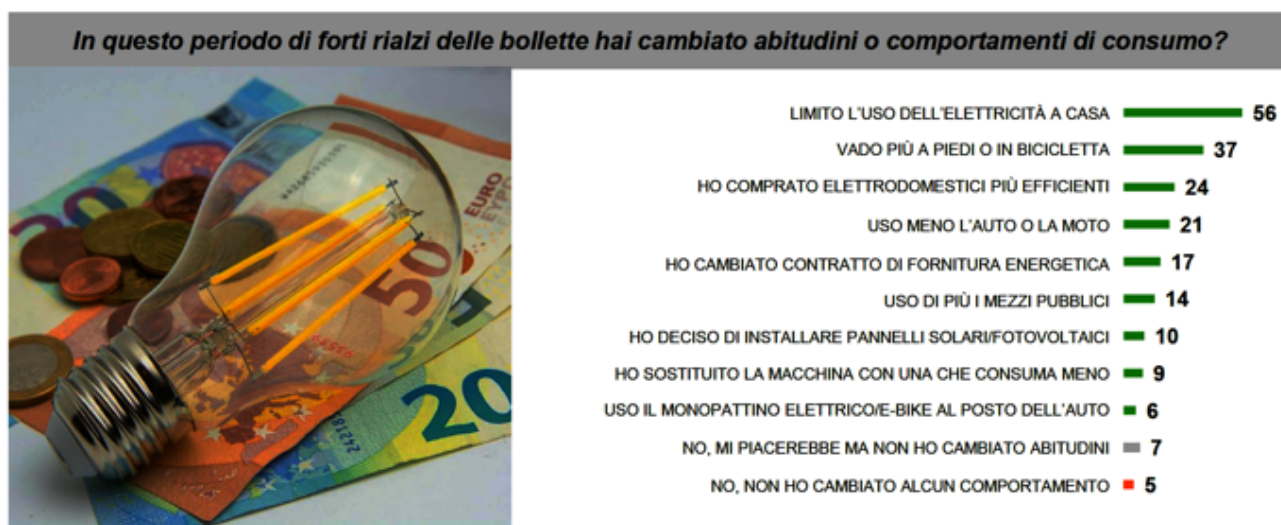 In questo periodo di forti rialzi delle bollette hai cambiato abitudini o comportamenti di consumo?
LIMITO L'USO DELL'ELETTRICITÀ A CASA 56
VADO PIÙ A PIEDI O IN BICICLETTA 37
HO COMPRATO ELETTRODOMESTICI PIÙ EFFICIENTI 24
USO MENO L'AUTO O LA MOTO 21
HO CAMBIATO CONTRATTO DI FORNITURA ENERGETICA 17
USO DI PIÙ I MEZZI PUBBLICI 14
HO DECISO DI INSTALLARE PANNELLI SOLARI/FOTOVOLTAICI 10
HO SOSTITUITO LA MACCHINA CON UNA CHE CONSUMA MENO 9
USO IL MONOPATTINO ELETTRICO/E-BIKE AL POSTO DELL'AUTO 6
NO, MI PIACEREBBE MA NON HO CAMBIATO ABITUDINI 7
NO, NON HO CAMBIATO ALCUN COMPORTAMENTO 5
20
EURO
50
20